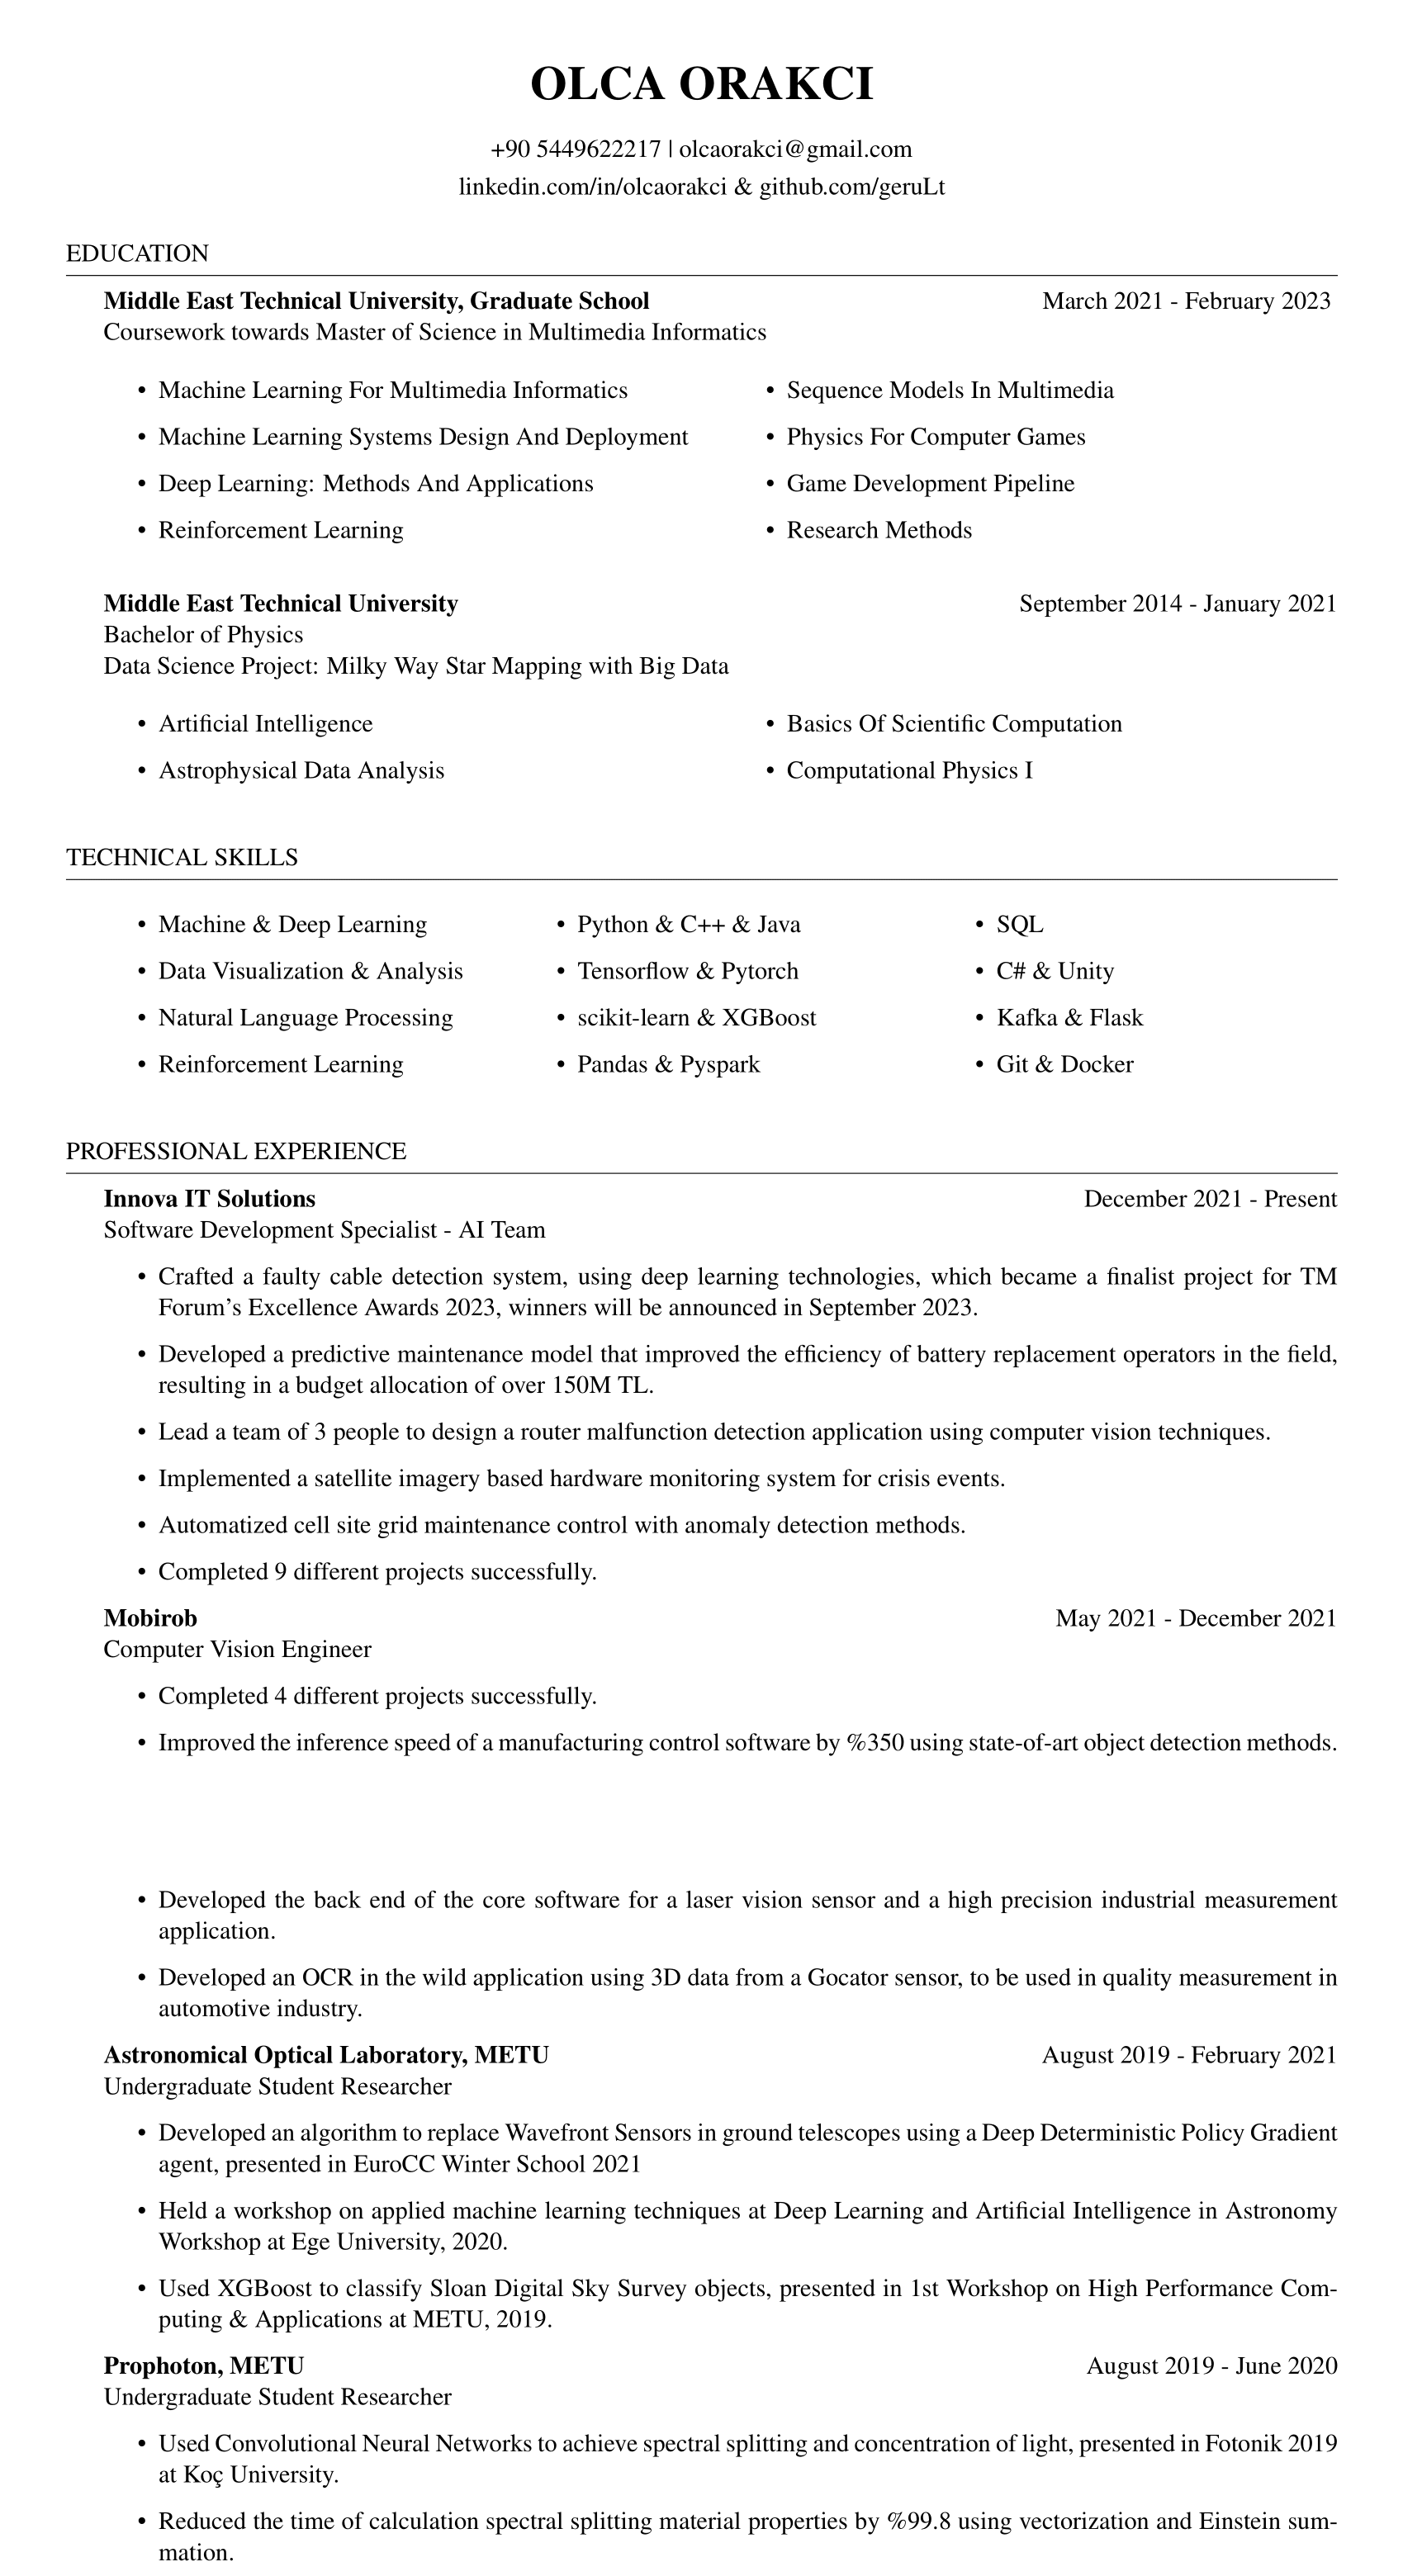 OLCA ORAKCI
+90 5449622217 | olcaorakci@gmail.com
linkedin.com/in/olcaorakci & github.com/geruLt
EDUCATION
Middle East Technical University, Graduate School March 2021 - February 2023
Coursework towards Master of Science in Multimedia Informatics
• Machine Learning For Multimedia Informatics
• Machine Learning Systems Design And Deployment
• Deep Learning: Methods And Applications
• Reinforcement Learning
• Sequence Models In Multimedia
• Physics For Computer Games
• Game Development Pipeline
• Research Methods
Middle East Technical University September 2014 - January 2021
Bachelor of Physics
Data Science Project: Milky Way Star Mapping with Big Data
• Artificial Intelligence
• Astrophysical Data Analysis
• Basics Of Scientific Computation
• Computational Physics I
TECHNICAL SKILLS
• Machine & Deep Learning
• Data Visualization & Analysis
• Natural Language Processing
• Reinforcement Learning
• Python & C++ & Java
• Tensorflow & Pytorch
• scikit-learn & XGBoost
• Pandas & Pyspark
• SQL
• C# & Unity
• Kafka & Flask
• Git & Docker
PROFESSIONAL EXPERIENCE
Innova IT Solutions December 2021 - Present
Software Development Specialist - AI Team
• Crafted a faulty cable detection system, using deep learning technologies, which became a finalist project for TM
Forum's Excellence Awards 2023, winners will be announced in September 2023.
• Developed a predictive maintenance model that improved the efficiency of battery replacement operators in the field,
resulting in a budget allocation of over 150M TL.
• Lead a team of 3 people to design a router malfunction detection application using computer vision techniques.
• Implemented a satellite imagery based hardware monitoring system for crisis events.
• Automatized cell site grid maintenance control with anomaly detection methods.
• Completed 9 different projects successfully.
Mobirob May 2021 - December 2021
Computer Vision Engineer
• Completed 4 different projects successfully.
• Improved the inference speed of a manufacturing control software by %350 using state-of-art object detection methods.
• Developed the back end of the core software for a laser vision sensor and a high precision industrial measurement
application.
• Developed an OCR in the wild application using 3D data from a Gocator sensor, to be used in quality measurement in
automotive industry.
Astronomical Optical Laboratory, METU August 2019 - February 2021
Undergraduate Student Researcher
• Developed an algorithm to replace Wavefront Sensors in ground telescopes using a Deep Deterministic Policy Gradient
agent, presented in EuroCC Winter School 2021
• Held a workshop on applied machine learning techniques at Deep Learning and Artificial Intelligence in Astronomy
Workshop at Ege University, 2020.
• Used XGBoost to classify Sloan Digital Sky Survey objects, presented in 1st Workshop on High Performance Com-
puting & Applications at METU, 2019.
Prophoton, METU August 2019 - June 2020
Undergraduate Student Researcher
• Used Convolutional Neural Networks to achieve spectral splitting and concentration of light, presented in Fotonik 2019
at Koç University.
• Reduced the time of calculation spectral splitting material properties by %99.8 using vectorization and Einstein sum-
mation.